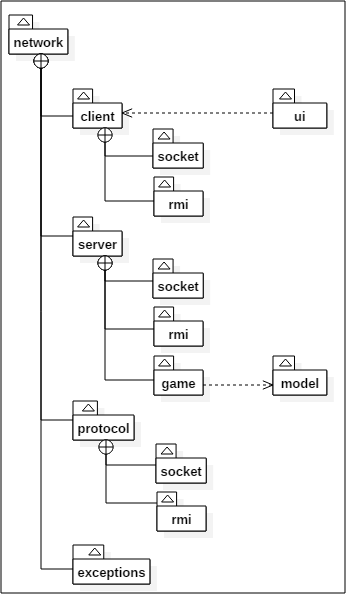 network
client
ui
socket
rmi
server
socket
rmi
game
model
protocol
socket
rmi
exceptions